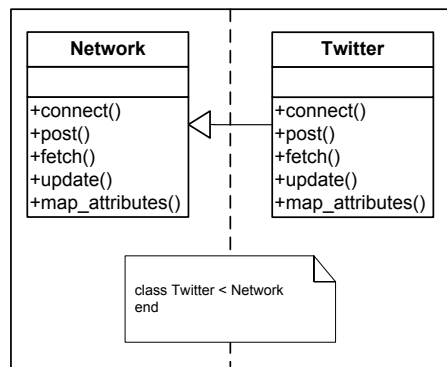 Network
+connect()
+post()
+fetch()
+update()
+map_attributes()
Twitter
+connect()
+post()
+fetch()
+update()
+map_attributes()
class Twitter < Network
end